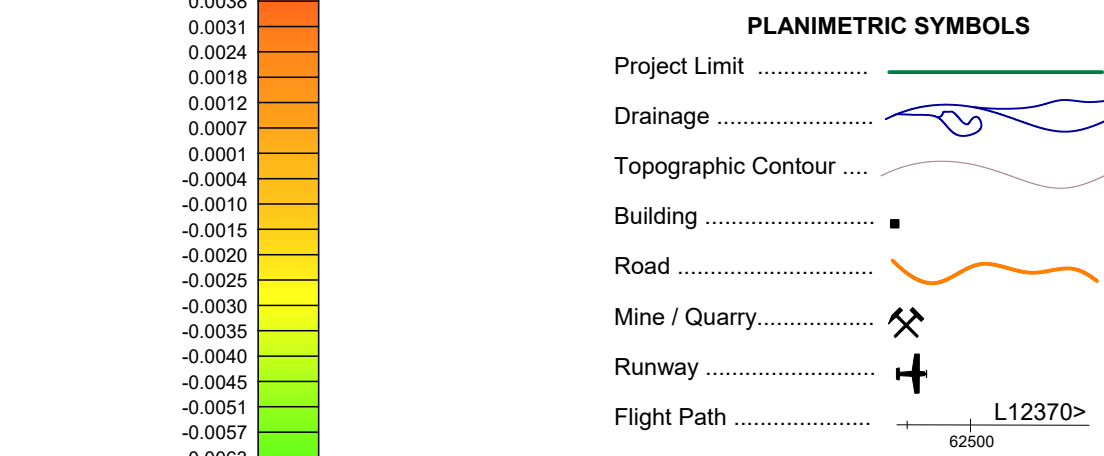 0.0038
0.0031
0.0024
0.0018
0.0012
0.0007
0.0001
-0.0004
-0.0010
-0.0015
-0.0020
-0.0025
-0.0030
-0.0035
-0.0040
-0.0045
-0.0051
-0.0057
PLANIMETRIC SYMBOLS
Project Limit .................
Drainage ........................
Topographic Contour ....
Building ..........................
Road ..............................
Mine / Quarry..................
Runway ..........................
Flight Path .....................
L12370>
62500